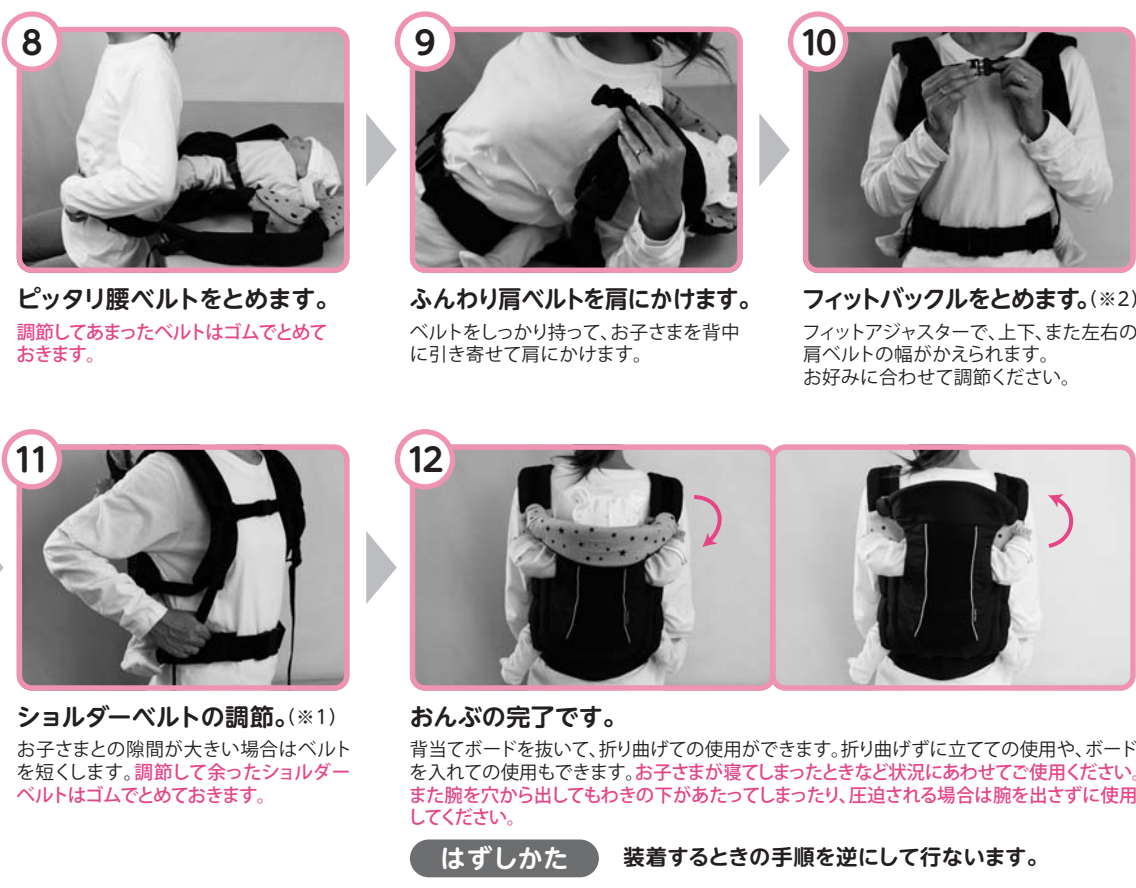 8
ピッタリ腰ベルトをとめます。
調節してあまったベルトはゴムでとめて
おきます。
9
ふんわり肩ベルトを肩にかけます。
ベルトをしっかり持って、お子さまを背中
に引き寄せて肩にかけます。
10
フィットバックルをとめます。(※2)
フィットアジャスターで、上下、また左右の
肩ベルトの幅がかえられます。
お好みに合わせて調節ください。
11
ショルダーベルトの調節。(※1)
お子さまとの隙間が大きい場合はベルト
を短くします。調節して余ったショルダー
ベルトはゴムでとめておきます。
12
おんぶの完了です。
背当てボードを抜いて、折り曲げての使用ができます。折り曲げずに立てての使用や、ボード
を入れての使用もできます。お子さまが寝てしまったときなど状況にあわせてご使用ください。
また腕を穴から出してもわきの下があたってしまったり、圧迫される場合は腕を出さずに使用
してください。
はずしかた
装着するときの手順を逆にして行ないます。